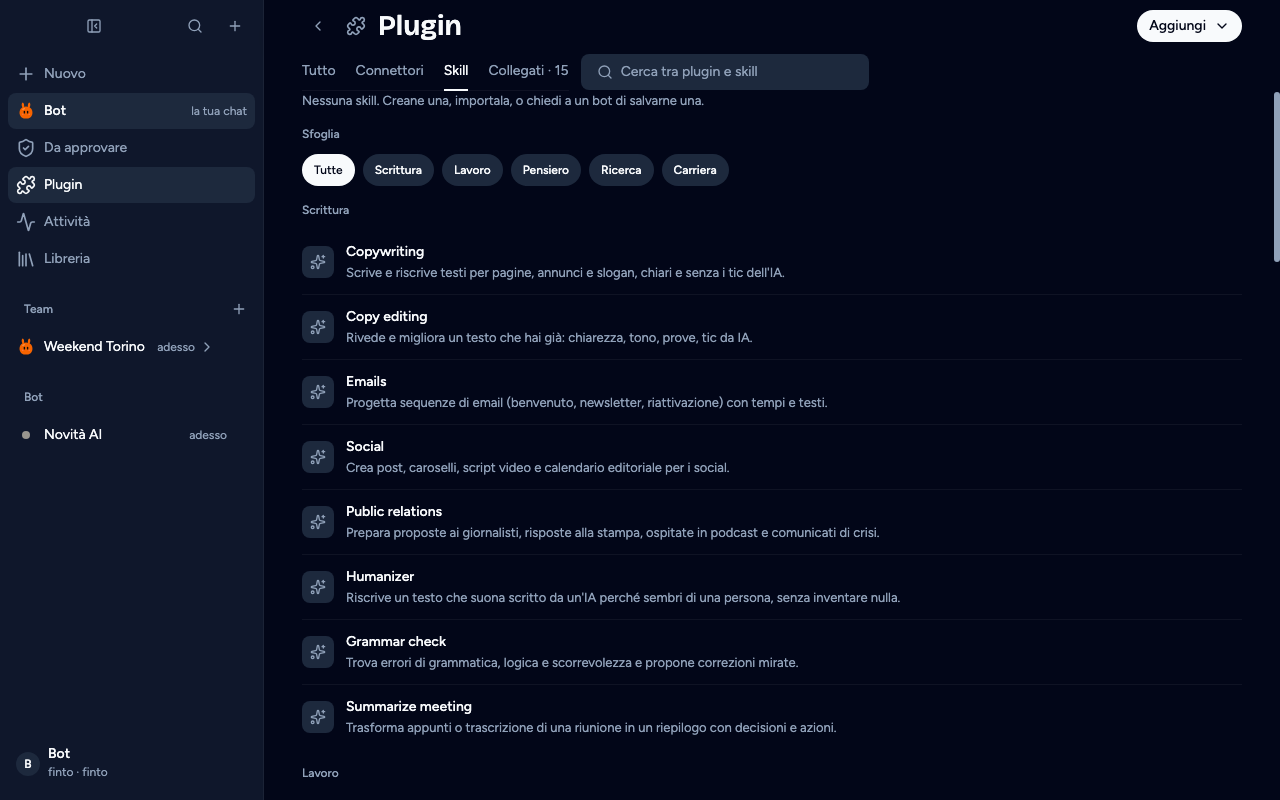 Plugin
Aggiungi
Tutto
Connettori
Skill
Collegati · 15
Cerca tra plugin e skill
Nessuna skill. Creane una, importala, o chiedi a un bot di salvarne una.
Nuovo
Bot
la tua chat
Da approvare
Plugin
Attività
Libreria
Team
Weekend Torino
adesso
Bot
Novità AI
adesso
Bot
B
finto · finto
Sfoglia
Tutte
Scrittura
Lavoro
Pensiero
Ricerca
Carriera
Scrittura
Copywriting
Scrive e riscrive testi per pagine, annunci e slogan, chiari e senza i tic dell'IA.
Copy editing
Rivede e migliora un testo che hai già: chiarezza, tono, prove, tic da IA.
Emails
Progetta sequenze di email (benvenuto, newsletter, riattivazione) con tempi e testi.
Social
Crea post, caroselli, script video e calendario editoriale per i social.
Public relations
Prepara proposte ai giornalisti, risposte alla stampa, ospitate in podcast e comunicati di crisi.
Humanizer
Riscrive un testo che suona scritto da un'IA perché sembri di una persona, senza inventare nulla.
Grammar check
Trova errori di grammatica, logica e scorrevolezza e propone correzioni mirate.
Summarize meeting
Trasforma appunti o trascrizione di una riunione in un riepilogo con decisioni e azioni.
Lavoro